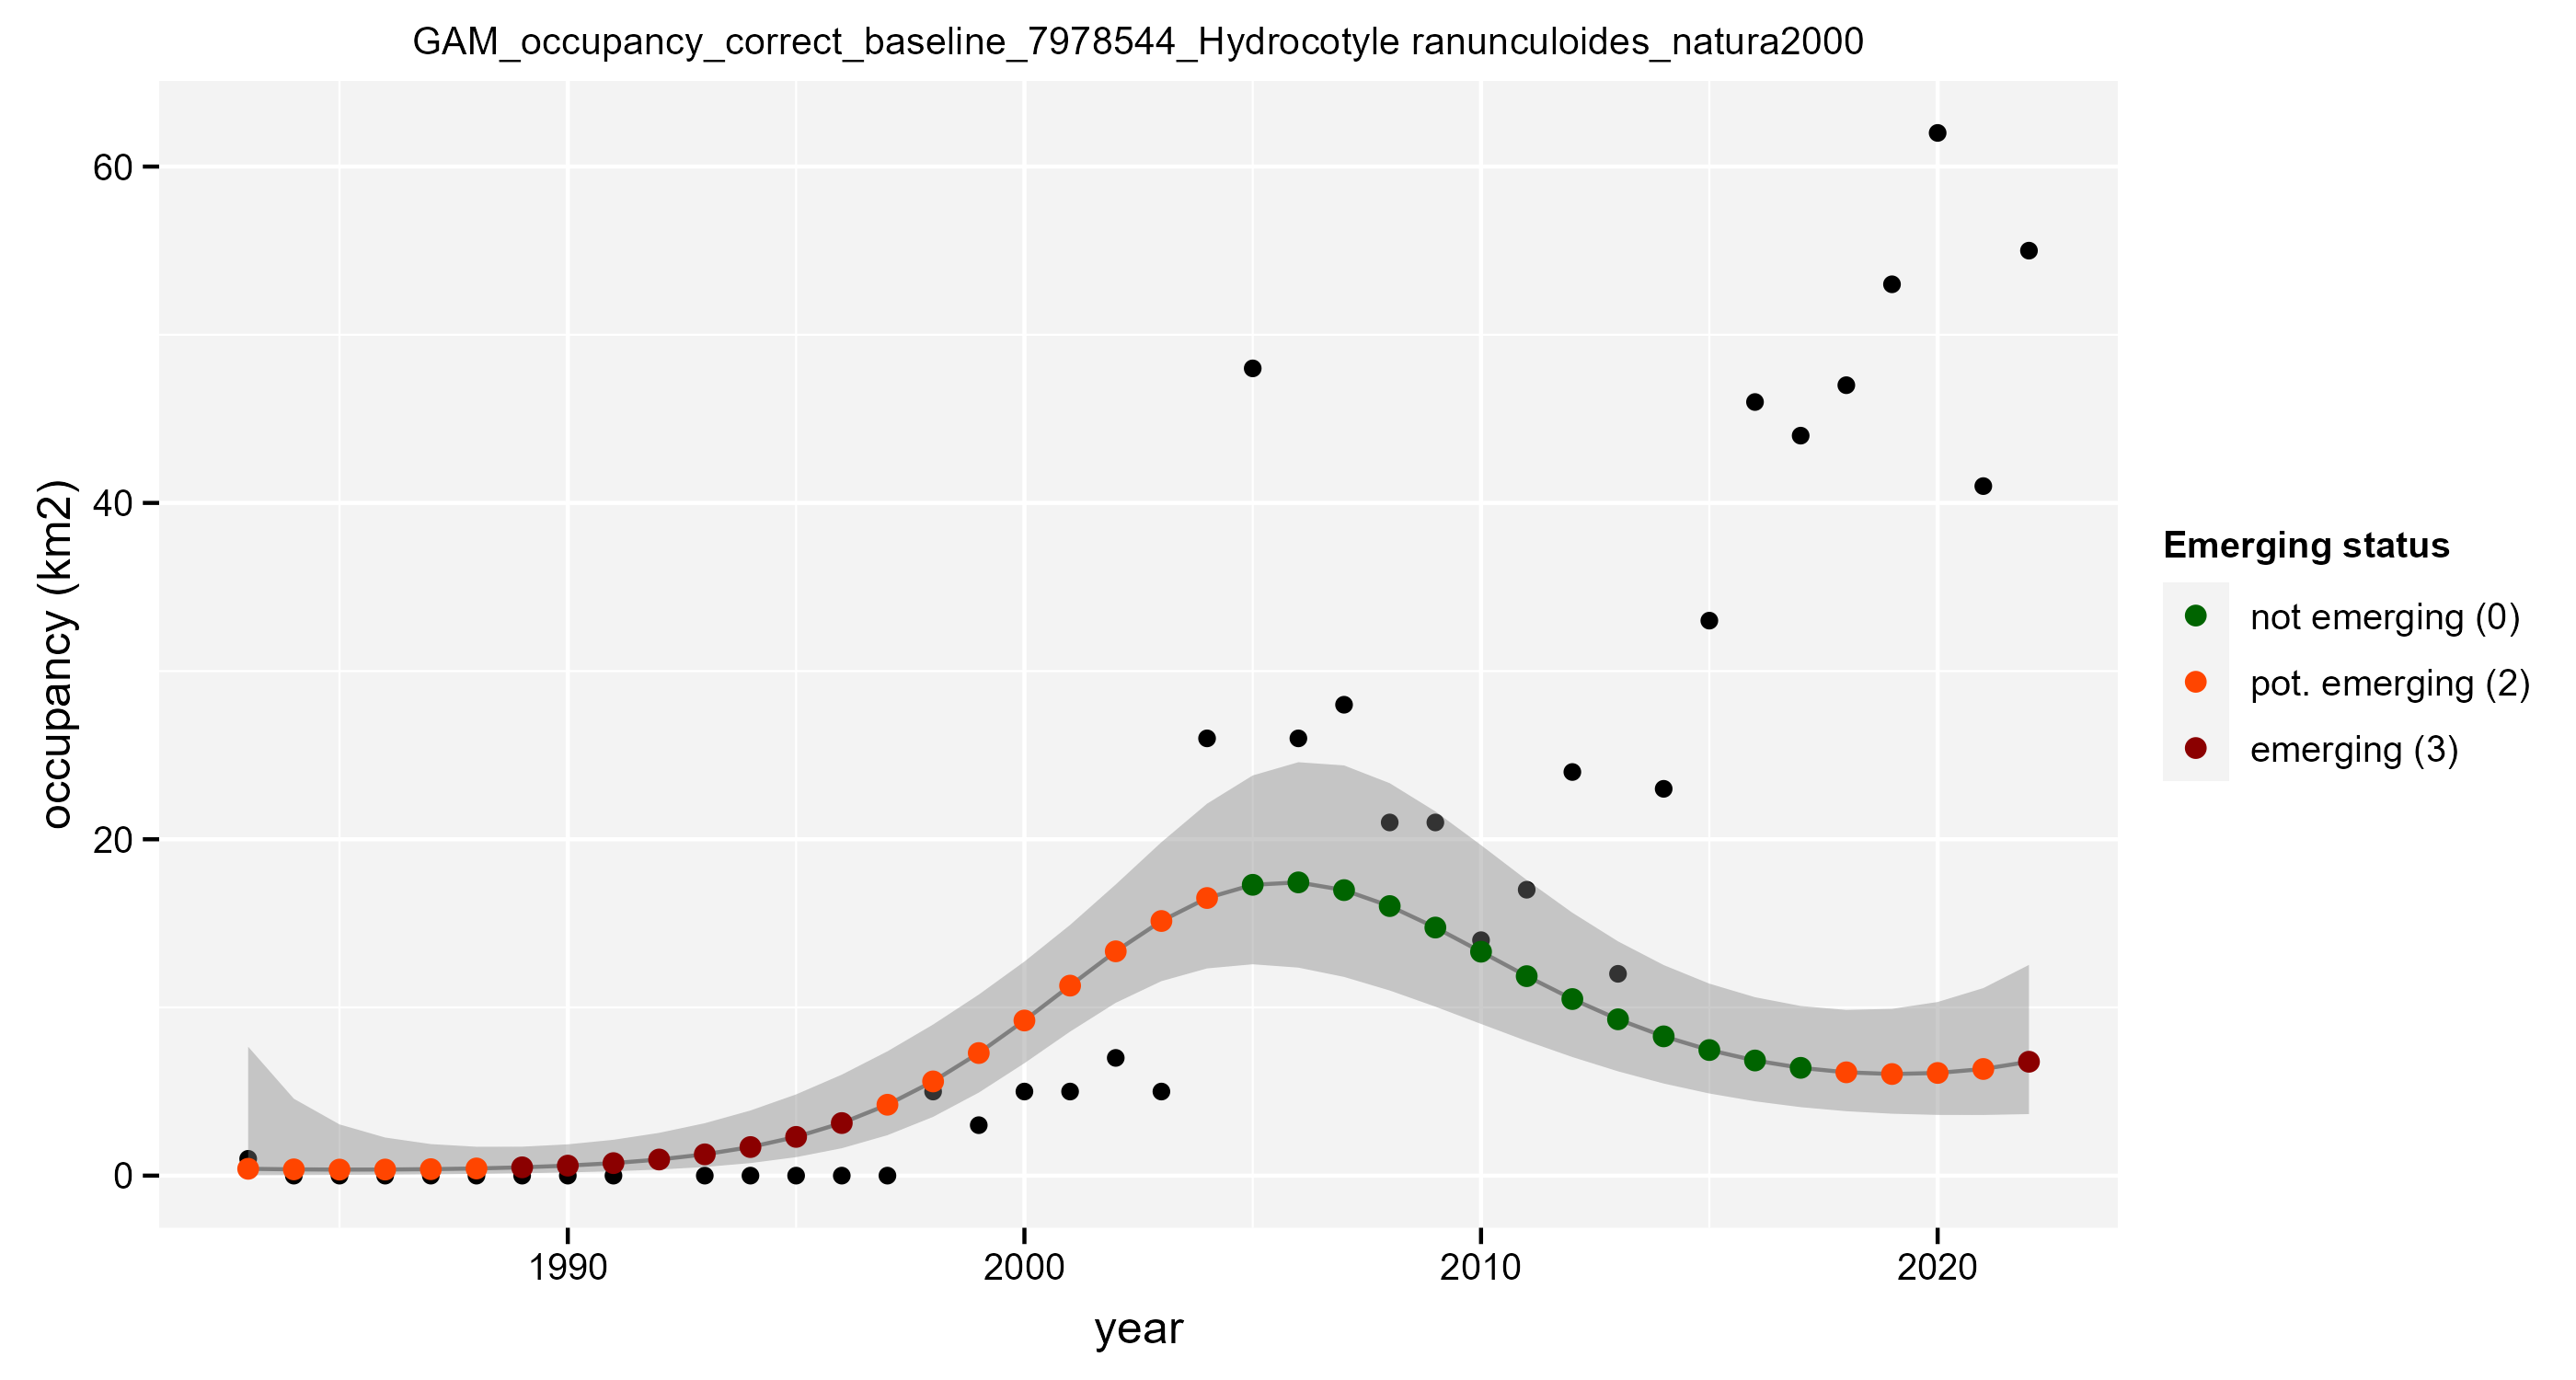 GAM_occupancy_correct_baseline_7978544_Hydrocotyle ranunculoides_natura2000
occupancy (km2)
60
40
20
0
1990
2000
2010
2020
year
Emerging status
not emerging (0)
pot. emerging (2)
emerging (3)